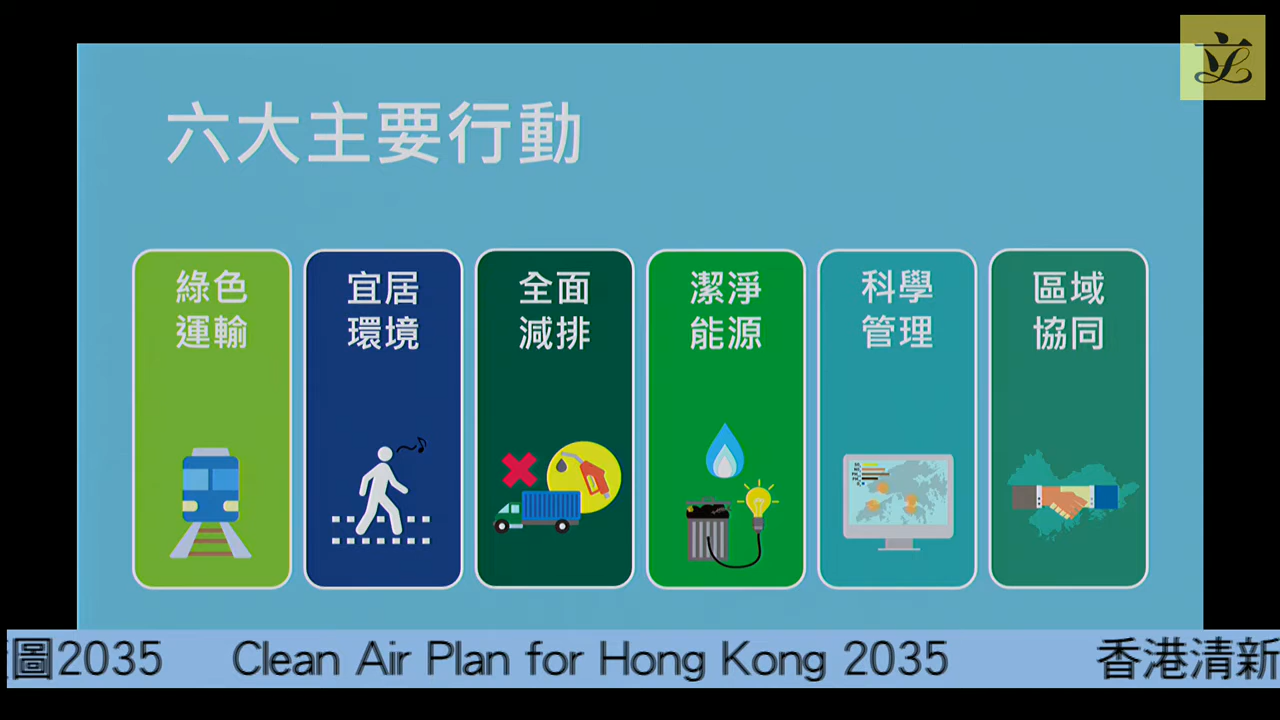 六大主要行動
綠色
運輸
宜居
環境
全面
減排
潔淨
能源
科學
管理
區域
協同
圖2035 Clean Air Plan for Hong Kong 2035 香港清新